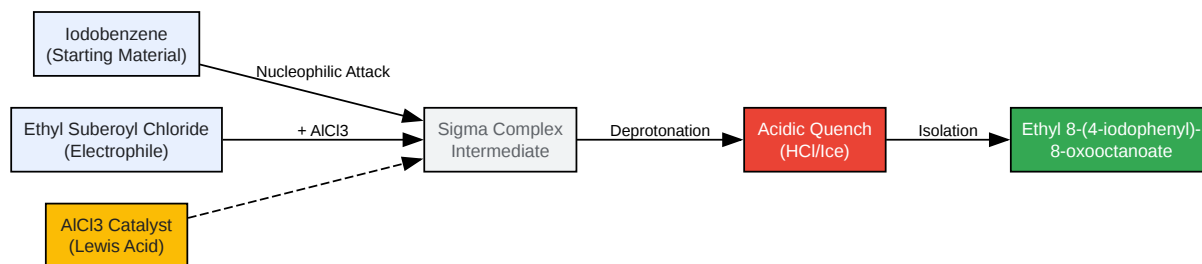 Iodobenzene
(Starting Material)
Nucleophilic Attack
Ethyl Suberoyl Chloride
(Electrophile)
+ AlCl3
Sigma Complex
Intermediate
Deprotonation
Acidic Quench
(HCl/Ice)
Isolation
Ethyl 8-(4-iodophenyl)-
8-oxooctanoate
AlCl3 Catalyst
(Lewis Acid)